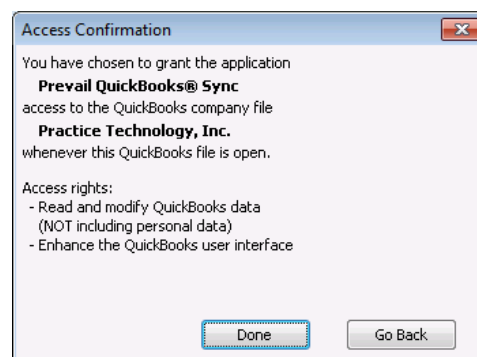 Access Confirmation
You have chosen to grant the application
Prevail QuickBooks® Sync
access to the QuickBooks company file
Practice Technology, Inc.
whenever this QuickBooks file is open.
Access rights:
- Read and modify QuickBooks data
(NOT including personal data)
- Enhance the QuickBooks user interface
Done Go Back